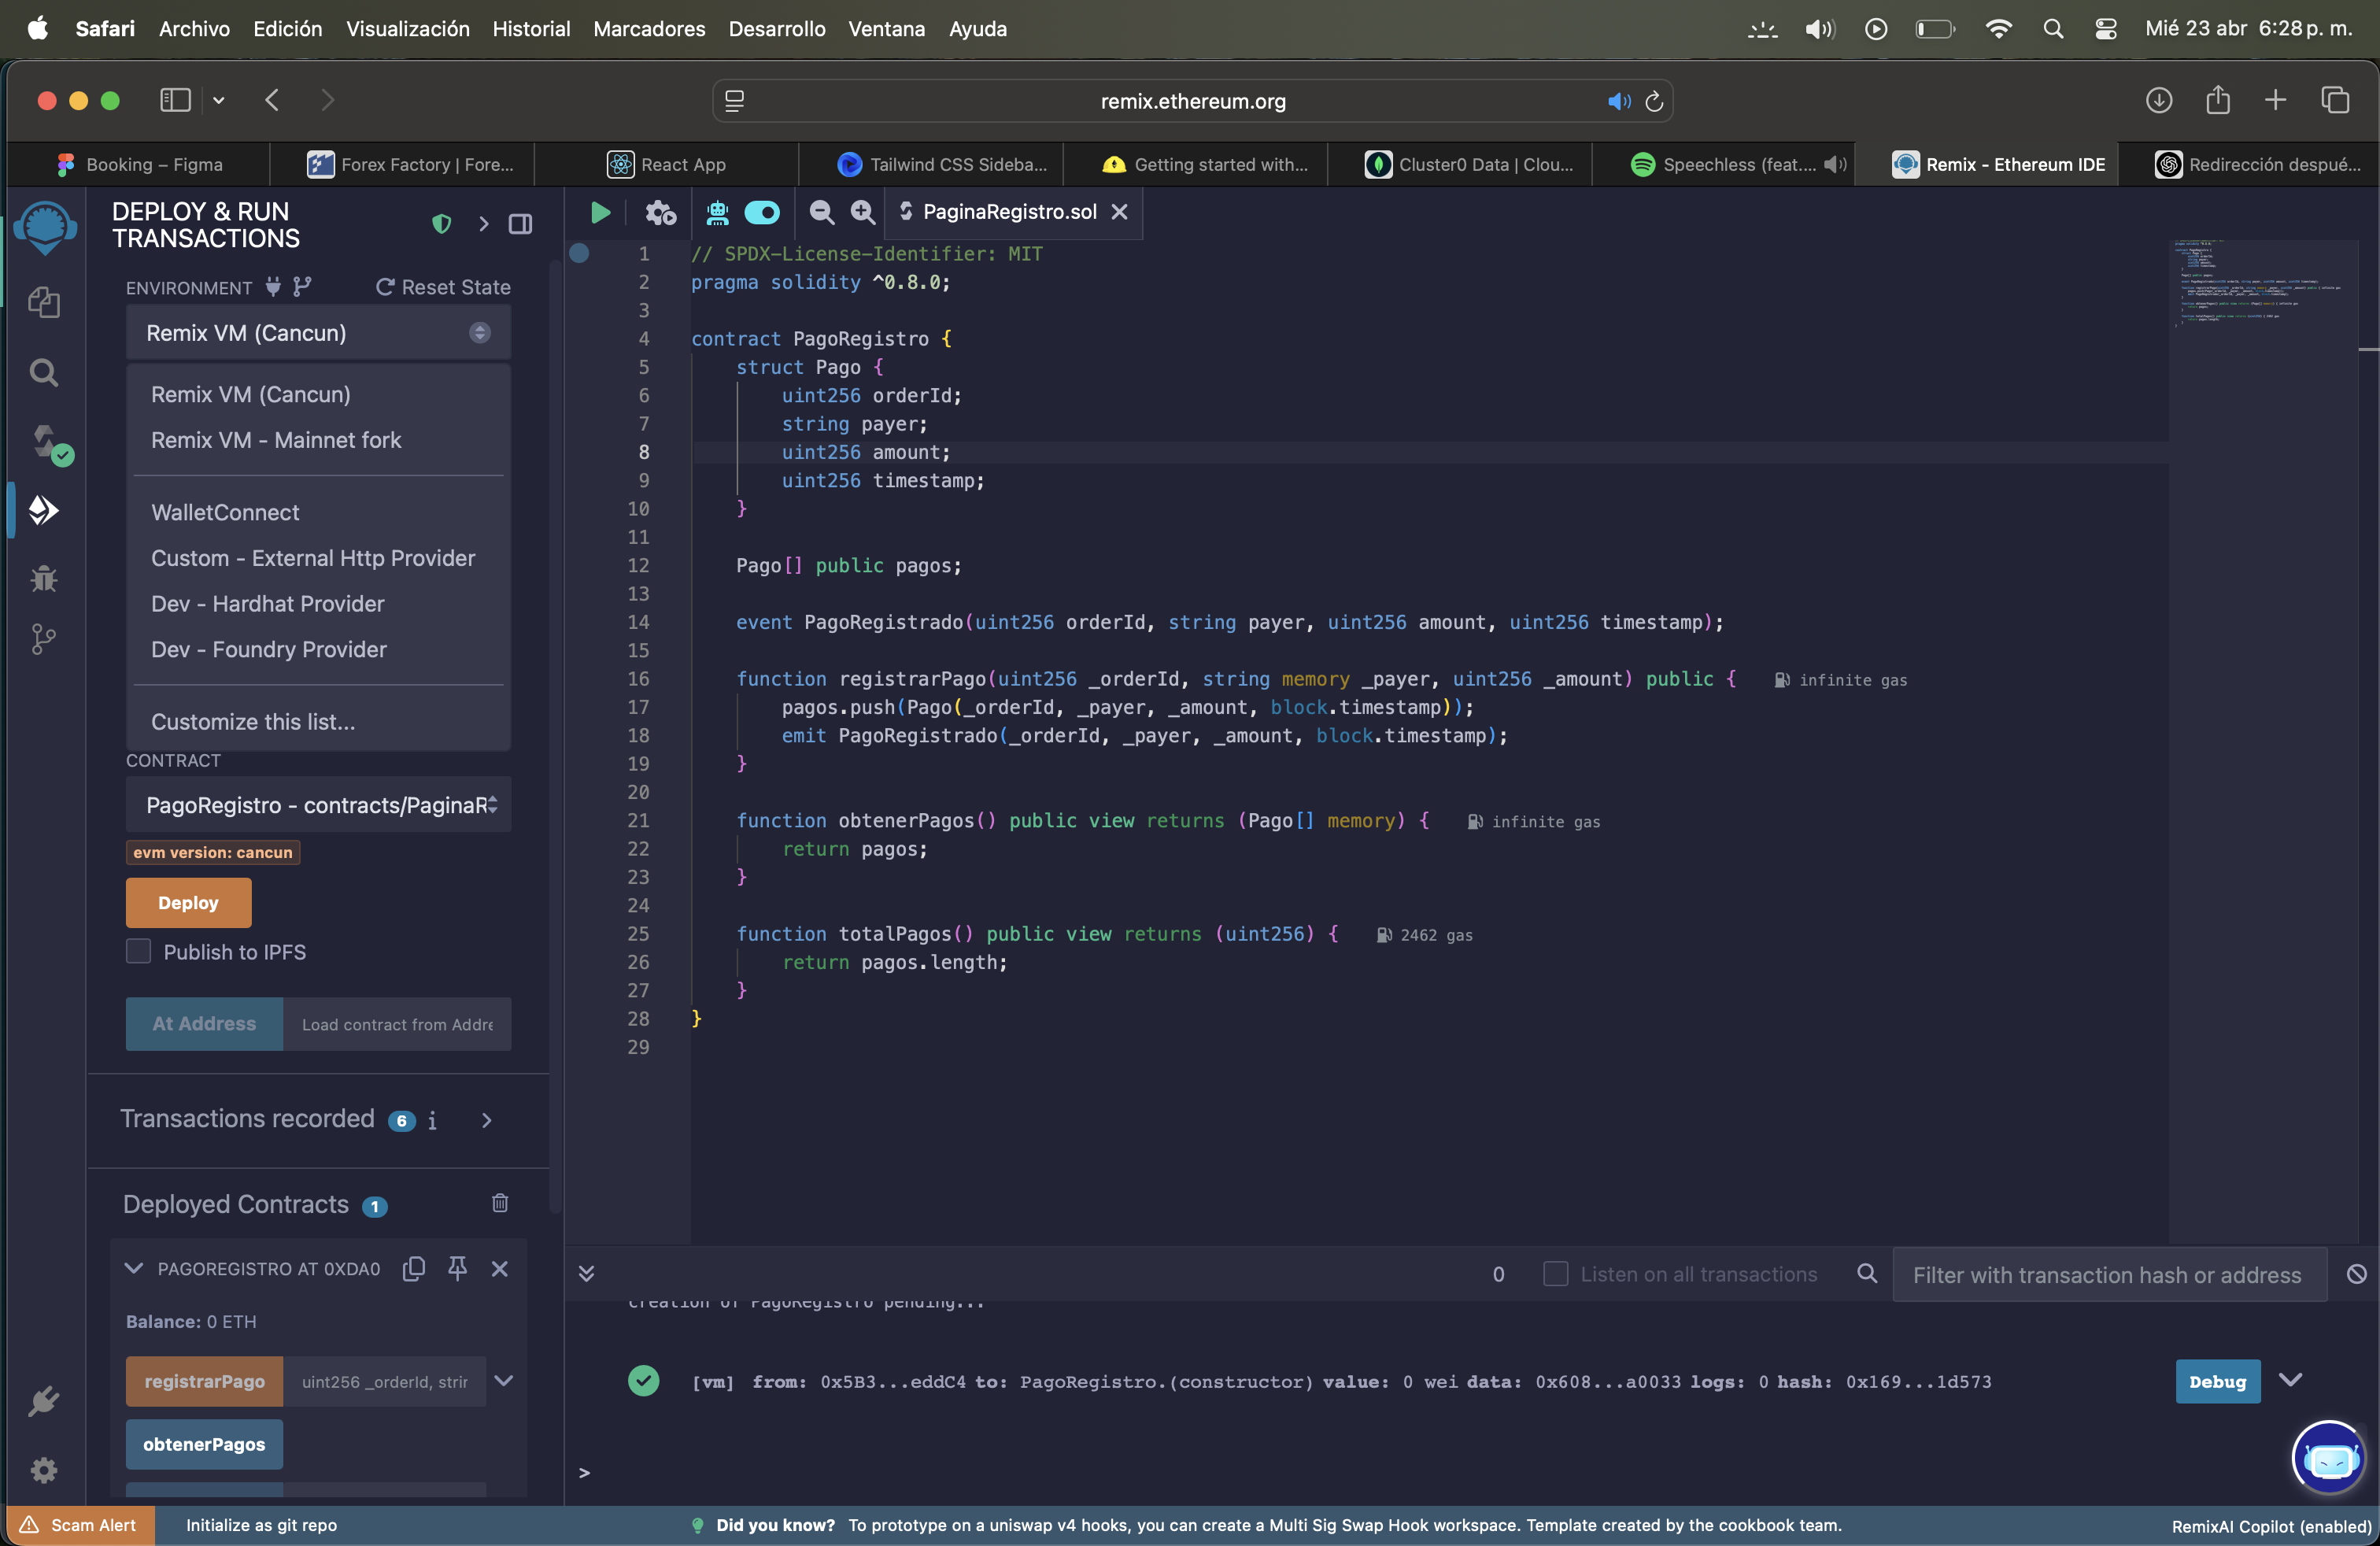 Safari Archivo Edición Visualización Historial Marcadores Desarrollo Ventana Ayuda Mié 23 abr 6:28 p. m.
remix.ethereum.org
Booking – Figma Forex Factory | Fore... React App Tailwind CSS Sideba... Getting started with... Cluster0 Data | Clou... Speechless (feat.... Remix - Ethereum IDE Redirección despué...
DEPLOY & RUN
TRANSACTIONS
ENVIRONMENT Reset State
Remix VM (Cancun)
Remix VM (Cancun)
Remix VM - Mainnet fork
WalletConnect
Custom - External Http Provider
Dev - Hardhat Provider
Dev - Foundry Provider
Customize this list...
CONTRACT
PagoRegistro - contracts/PaginaR
evm version: cancun
Deploy
Publish to IPFS
At Address Load contract from Addre
Transactions recorded 6 i
Deployed Contracts 1
PAGOREGISTRO AT 0XDA0
Balance: 0 ETH
registrarPago uint256 _orderId, strir
obtenerPagos
PaginaRegistro.sol
1 // SPDX-License-Identifier: MIT
2 pragma solidity ^0.8.0;
3
4 contract PagoRegistro {
5 struct Pago {
6 uint256 orderId;
7 string payer;
8 uint256 amount;
9 uint256 timestamp;
10 }
11
12 Pago[] public pagos;
13
14 event PagoRegistrado(uint256 orderId, string payer, uint256 amount, uint256 timestamp);
15
16 function registrarPago(uint256 _orderId, string memory _payer, uint256 _amount) public { infinite gas
17 pagos.push(Pago(_orderId, _payer, _amount, block.timestamp));
18 emit PagoRegistrado(_orderId, _payer, _amount, block.timestamp);
19 }
20
21 function obtenerPagos() public view returns (Pago[] memory) { infinite gas
22 return pagos;
23 }
24
25 function totalPagos() public view returns (uint256) { 2462 gas
26 return pagos.length;
27 }
28 }
29
0 Listen on all transactions Filter with transaction hash or address
creation of PagoRegistro pending...
[vm] from: 0x5B3...eddC4 to: PagoRegistro.(constructor) value: 0 wei data: 0x608...a0033 logs: 0 hash: 0x169...1d573 Debug
>
Scam Alert Initialize as git repo Did you know? To prototype on a uniswap v4 hooks, you can create a Multi Sig Swap Hook workspace. Template created by the cookbook team. RemixAI Copilot (enabled)